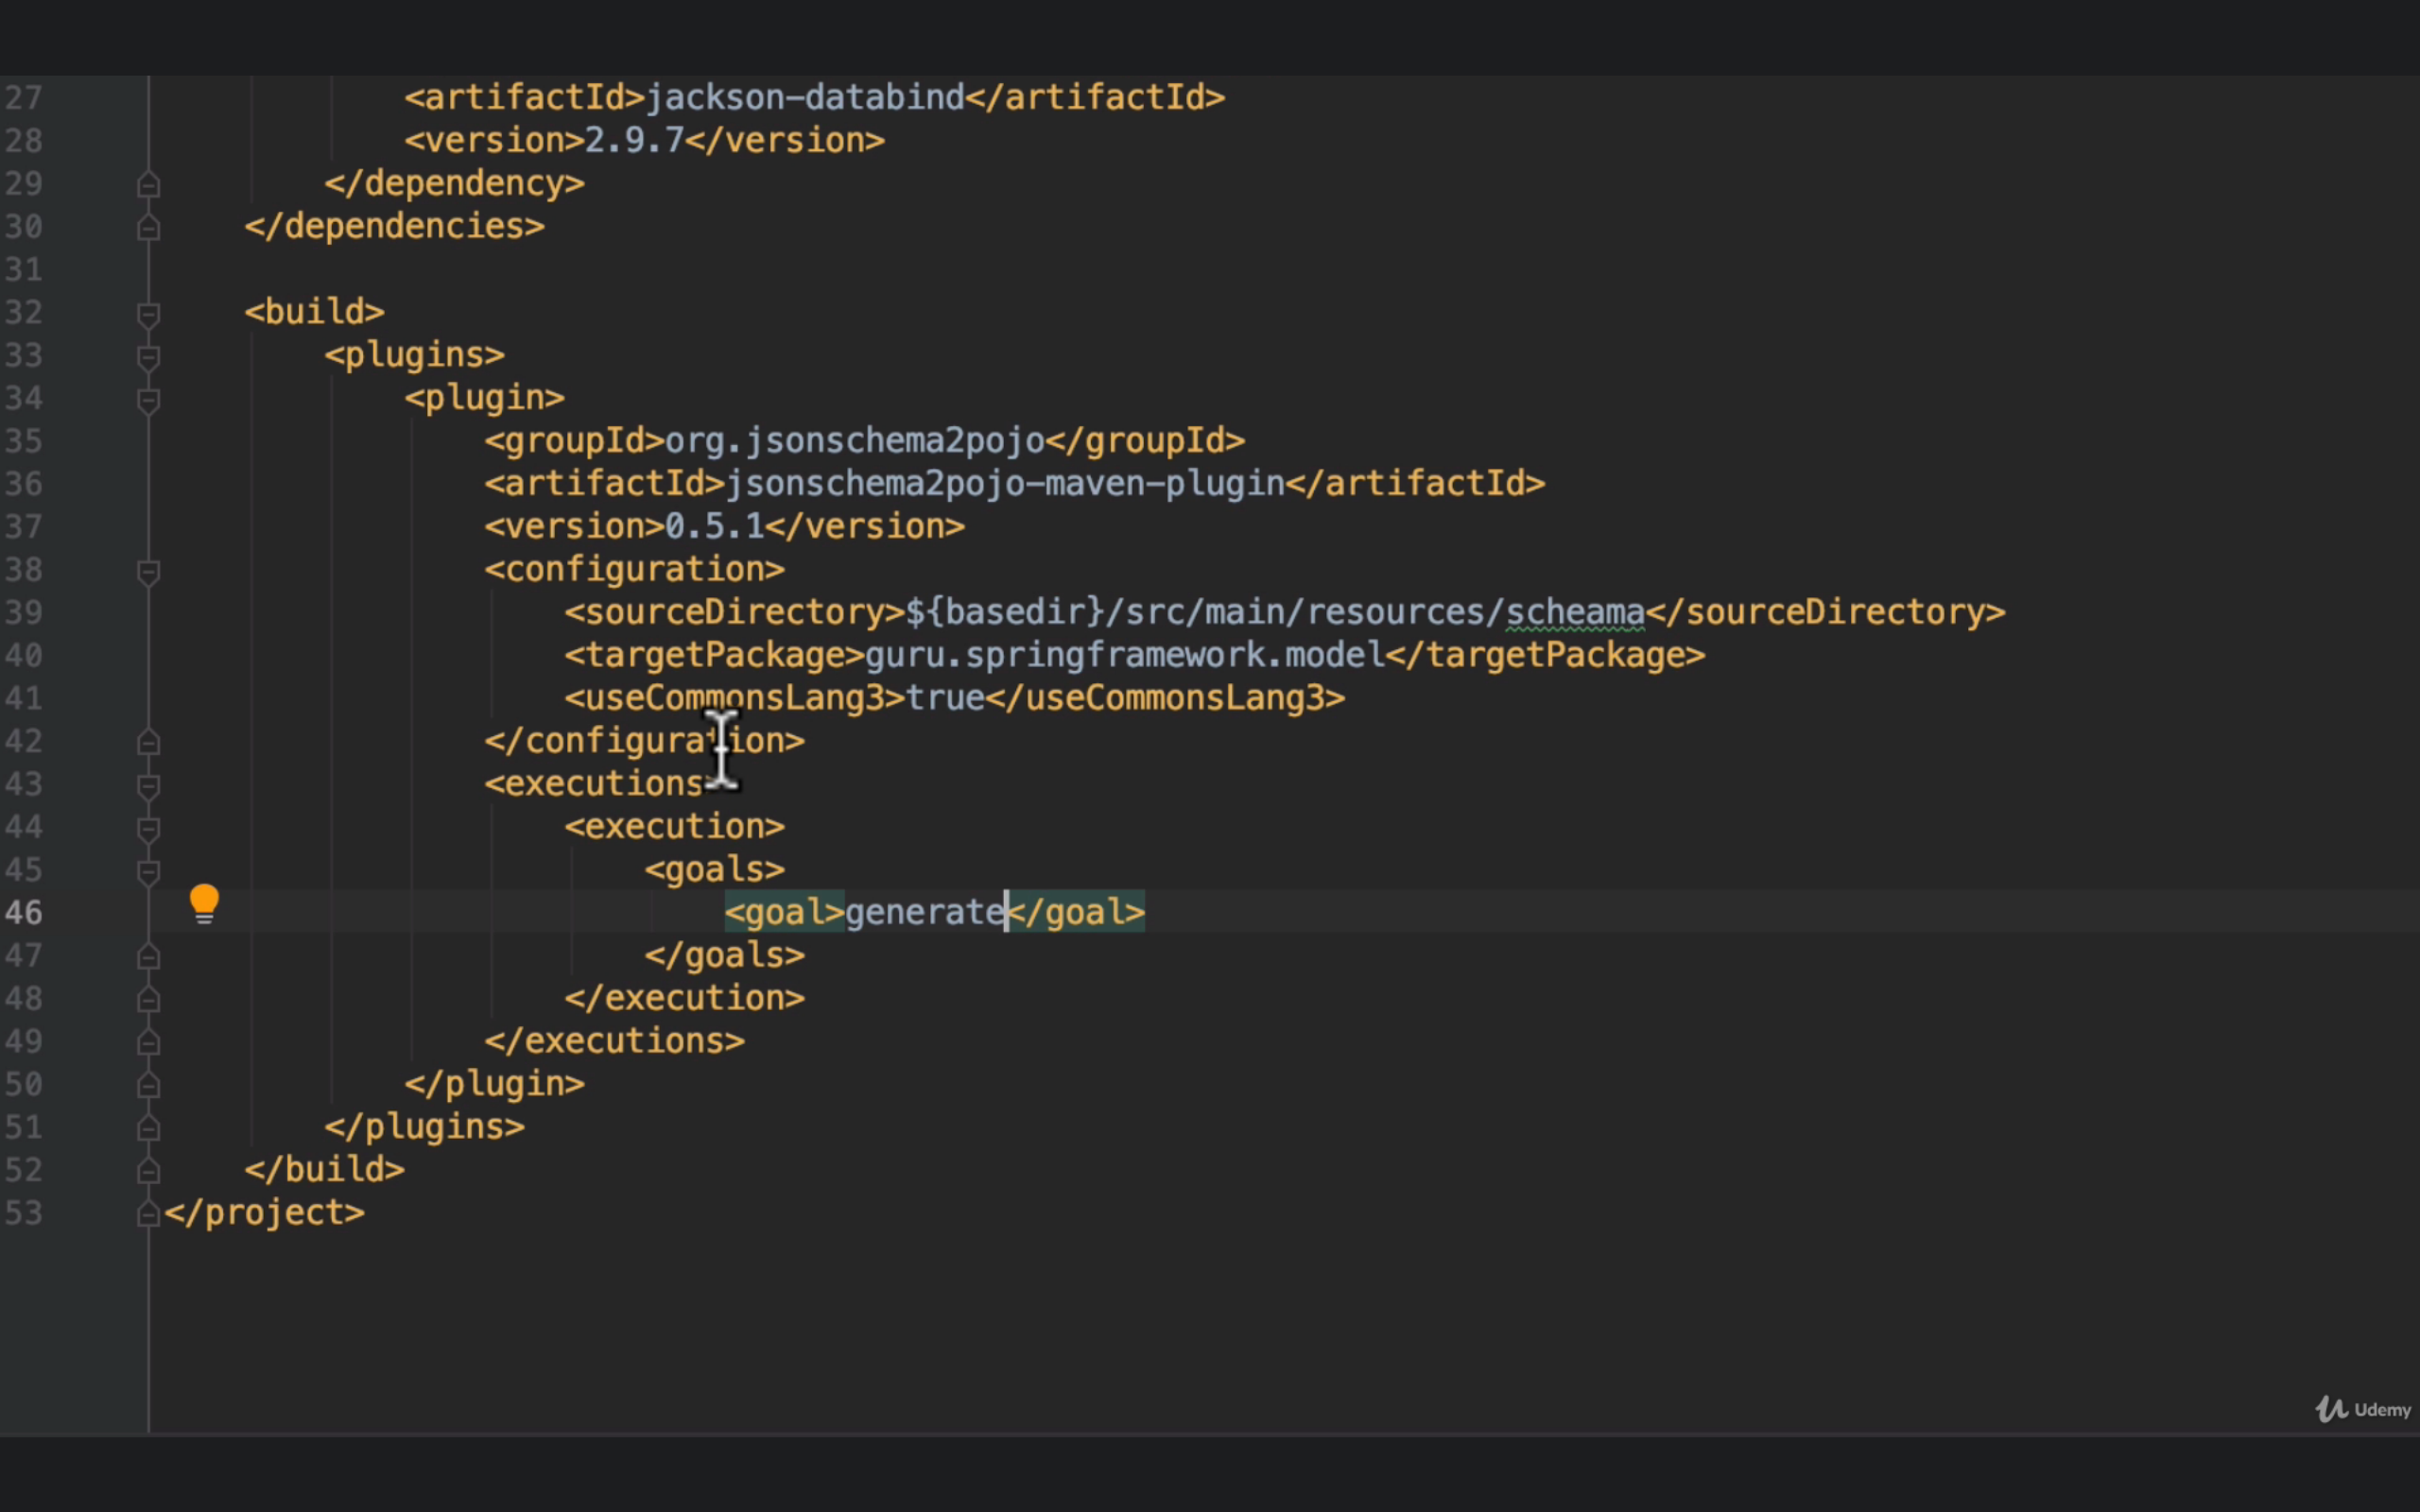 27 <artifactId>jackson-databind</artifactId>
28 <version>2.9.7</version>
29 </dependency>
30 </dependencies>
31
32 <build>
33 <plugins>
34 <plugin>
35 <groupId>org.jsonschema2pojo</groupId>
36 <artifactId>jsonschema2pojo-maven-plugin</artifactId>
37 <version>0.5.1</version>
38 <configuration>
39 <sourceDirectory>${basedir}/src/main/resources/scheama</sourceDirectory>
40 <targetPackage>guru.springframework.model</targetPackage>
41 <useCommonsLang3>true</useCommonsLang3>
42 </configuration>
43 <executions>
44 <execution>
45 <goals>
46 <goal>generate</goal>
47 </goals>
48 </execution>
49 </executions>
50 </plugin>
51 </plugins>
52 </build>
53 </project>
Udemy